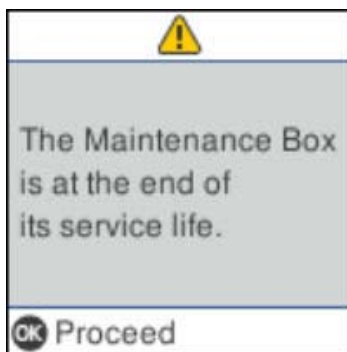 The Maintenance Box
is at the end of
its service life.
OK Proceed